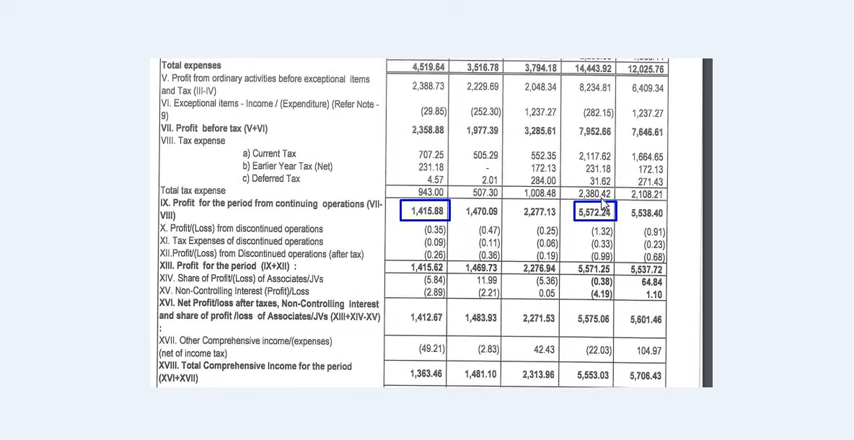 Total expenses 4,519.64 3,516.78 3,794.18 14,443.92 12,025.76
V. Profit from ordinary activities before exceptional items
and Tax (III-IV) 2,388.73 2,229.69 2,048.34 8,234.81 6,409.34
VI. Exceptional items - Income / (Expenditure) (Refer Note -
9) (29.85) (252.30) 1,237.27 (282.15) 1,237.27
VII. Profit before tax (V+VI) 2,358.88 1,977.39 3,285.61 7,952.66 7,646.61
VIII. Tax expense
a) Current Tax 707.25 505.29 552.35 2,117.62 1,664.65
b) Earlier Year Tax (Net) 231.18 - 172.13 231.18 172.13
c) Deferred Tax 4.57 2.01 284.00 31.62 271.43
Total tax expense 943.00 507.30 1,008.48 2,380.42 2,108.21
IX. Profit for the period from continuing operations (VII-
VIII) 1,415.88 1,470.09 2,277.13 5,572.24 5,538.40
X. Profit/(Loss) from discontinued operations (0.35) (0.47) (0.25) (1.32) (0.91)
XI. Tax Expenses of discontinued operations (0.09) (0.11) (0.06) (0.33) (0.23)
XII.Profit/(Loss) from Discontinued operations (after tax) (0.26) (0.36) (0.19) (0.99) (0.68)
XIII. Profit for the period (IX+XII) : 1,415.62 1,469.73 2,276.94 5,571.25 5,537.72
XIV. Share of Profit/(Loss) of Associates/JVs (5.84) 11.99 (5.36) (0.38) 64.84
XV. Non-Controlling Interest (Profit)/Loss (2.89) (2.21) 0.05 (4.19) 1.10
XVI. Net Profit/loss after taxes, Non-Controlling Interest
and share of profit /loss of Associates/JVs (XIII+XIV-XV) 1,412.67 1,483.93 2,271.53 5,575.06 5,601.46
:
XVII. Other Comprehensive income/(expenses)
(net of income tax) (49.21) (2.83) 42.43 (22.03) 104.97
XVIII. Total Comprehensive Income for the period
(XVI+XVII) 1,363.46 1,481.10 2,313.96 5,553.03 5,706.43